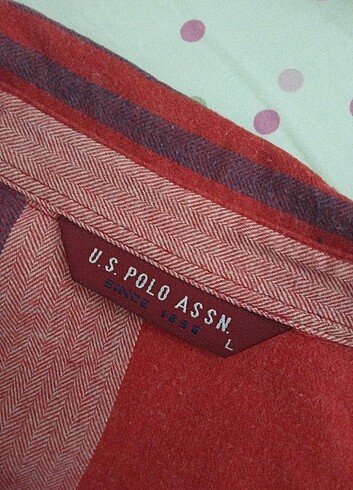 U.S. POLO ASSN.
SINCE 1890
L